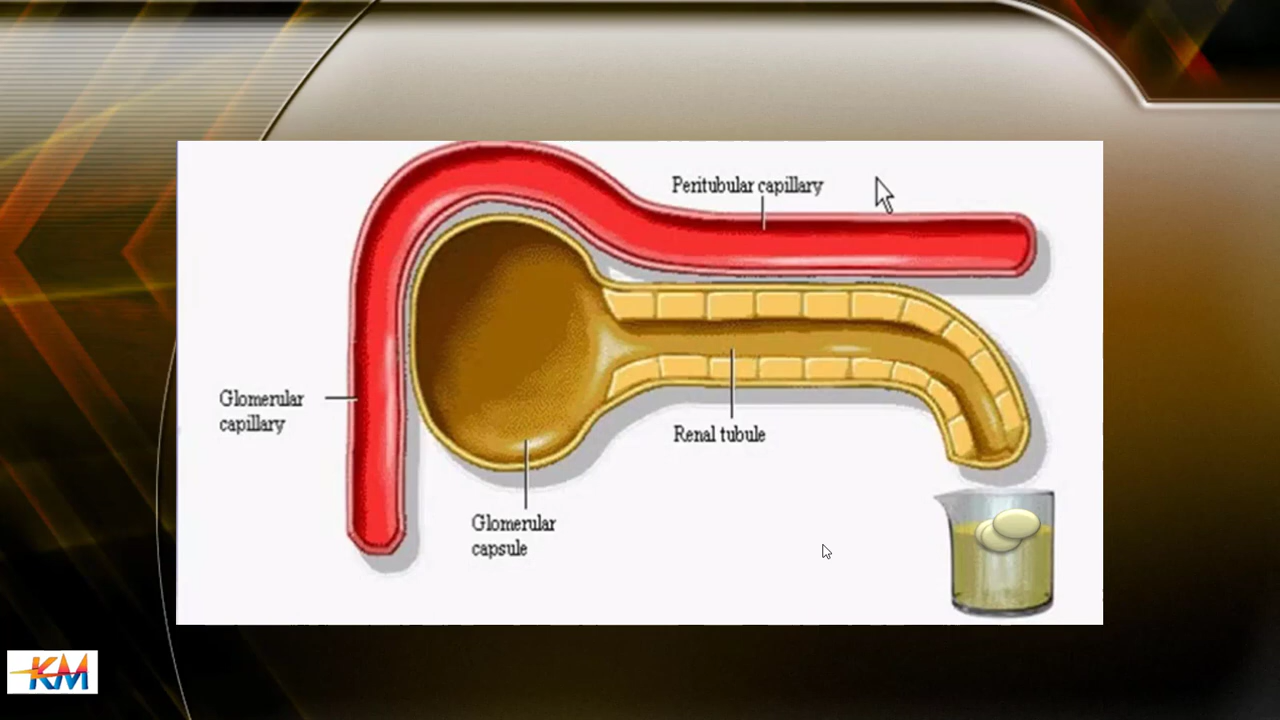 Peritubular capillary
Glomerular
capillary
Renal tubule
Glomerular
capsule
KM